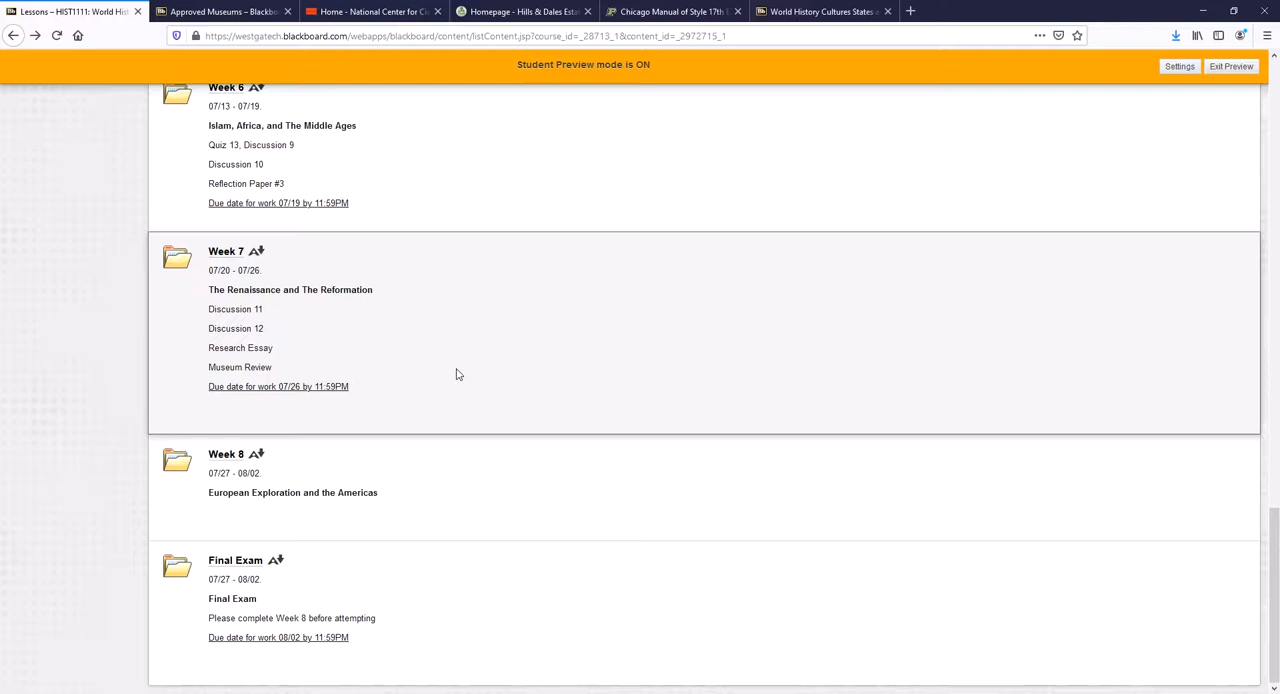 Lessons – HIST1111: World Hist
Approved Museums – Blackbo
Home - National Center for Ci
Homepage - Hills & Dales Esta
Chicago Manual of Style 17th
World History Cultures States
https://westgatech.blackboard.com/webapps/blackboard/content/listContent.jsp?course_id=_28713_1&content_id=_2972715_1
Student Preview mode is ON
Settings
Exit Preview
Week 6
07/13 - 07/19.
Islam, Africa, and The Middle Ages
Quiz 13, Discussion 9
Discussion 10
Reflection Paper #3
Due date for work 07/19 by 11:59PM
Week 7
07/20 - 07/26.
The Renaissance and The Reformation
Discussion 11
Discussion 12
Research Essay
Museum Review
Due date for work 07/26 by 11:59PM
Week 8
07/27 - 08/02.
European Exploration and the Americas
Final Exam
07/27 - 08/02.
Final Exam
Please complete Week 8 before attempting
Due date for work 08/02 by 11:59PM